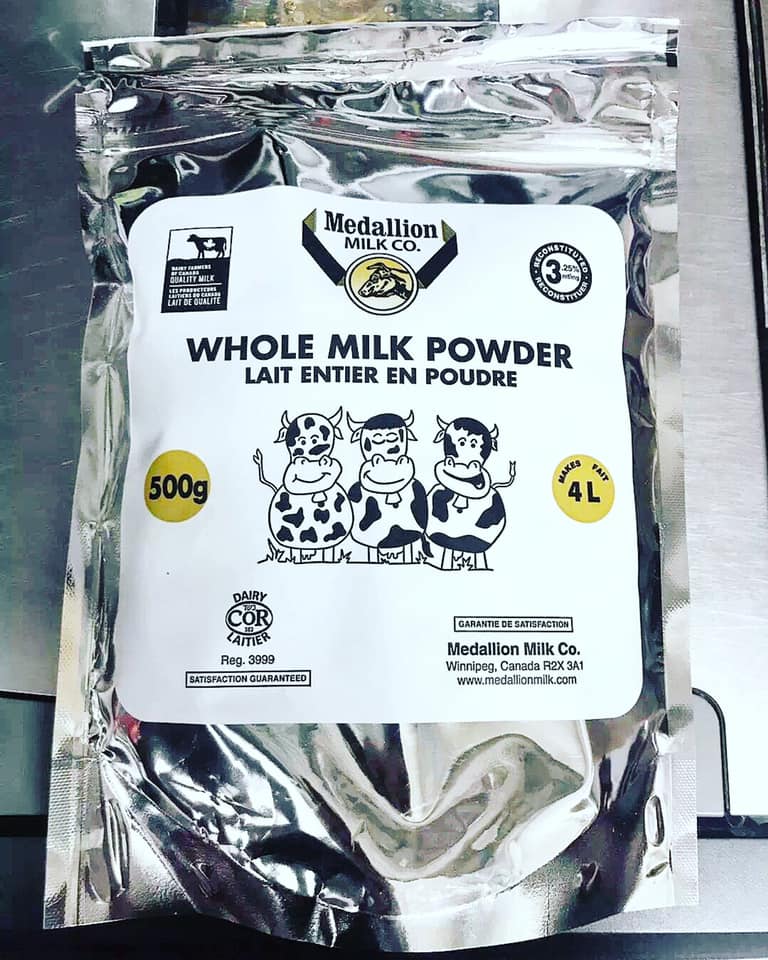 Medallion
MILK CO.
DAIRY FARMERS
OF CANADA
QUALITY MILK
LES PRODUCTEURS
LAITIERS DU CANADA
LAIT DE QUALITÉ
RECONSTITUTED
3.25%
RECONSTITUER
WHOLE MILK POWDER
LAIT ENTIER EN POUDRE
500g
MAKES FAIT
4 L
DAIRY
COR
LAITIER
Reg. 3999
SATISFACTION GUARANTEED
GARANTIE DE SATISFACTION
Medallion Milk Co.
Winnipeg, Canada R2X 3A1
www.medallionmilk.com